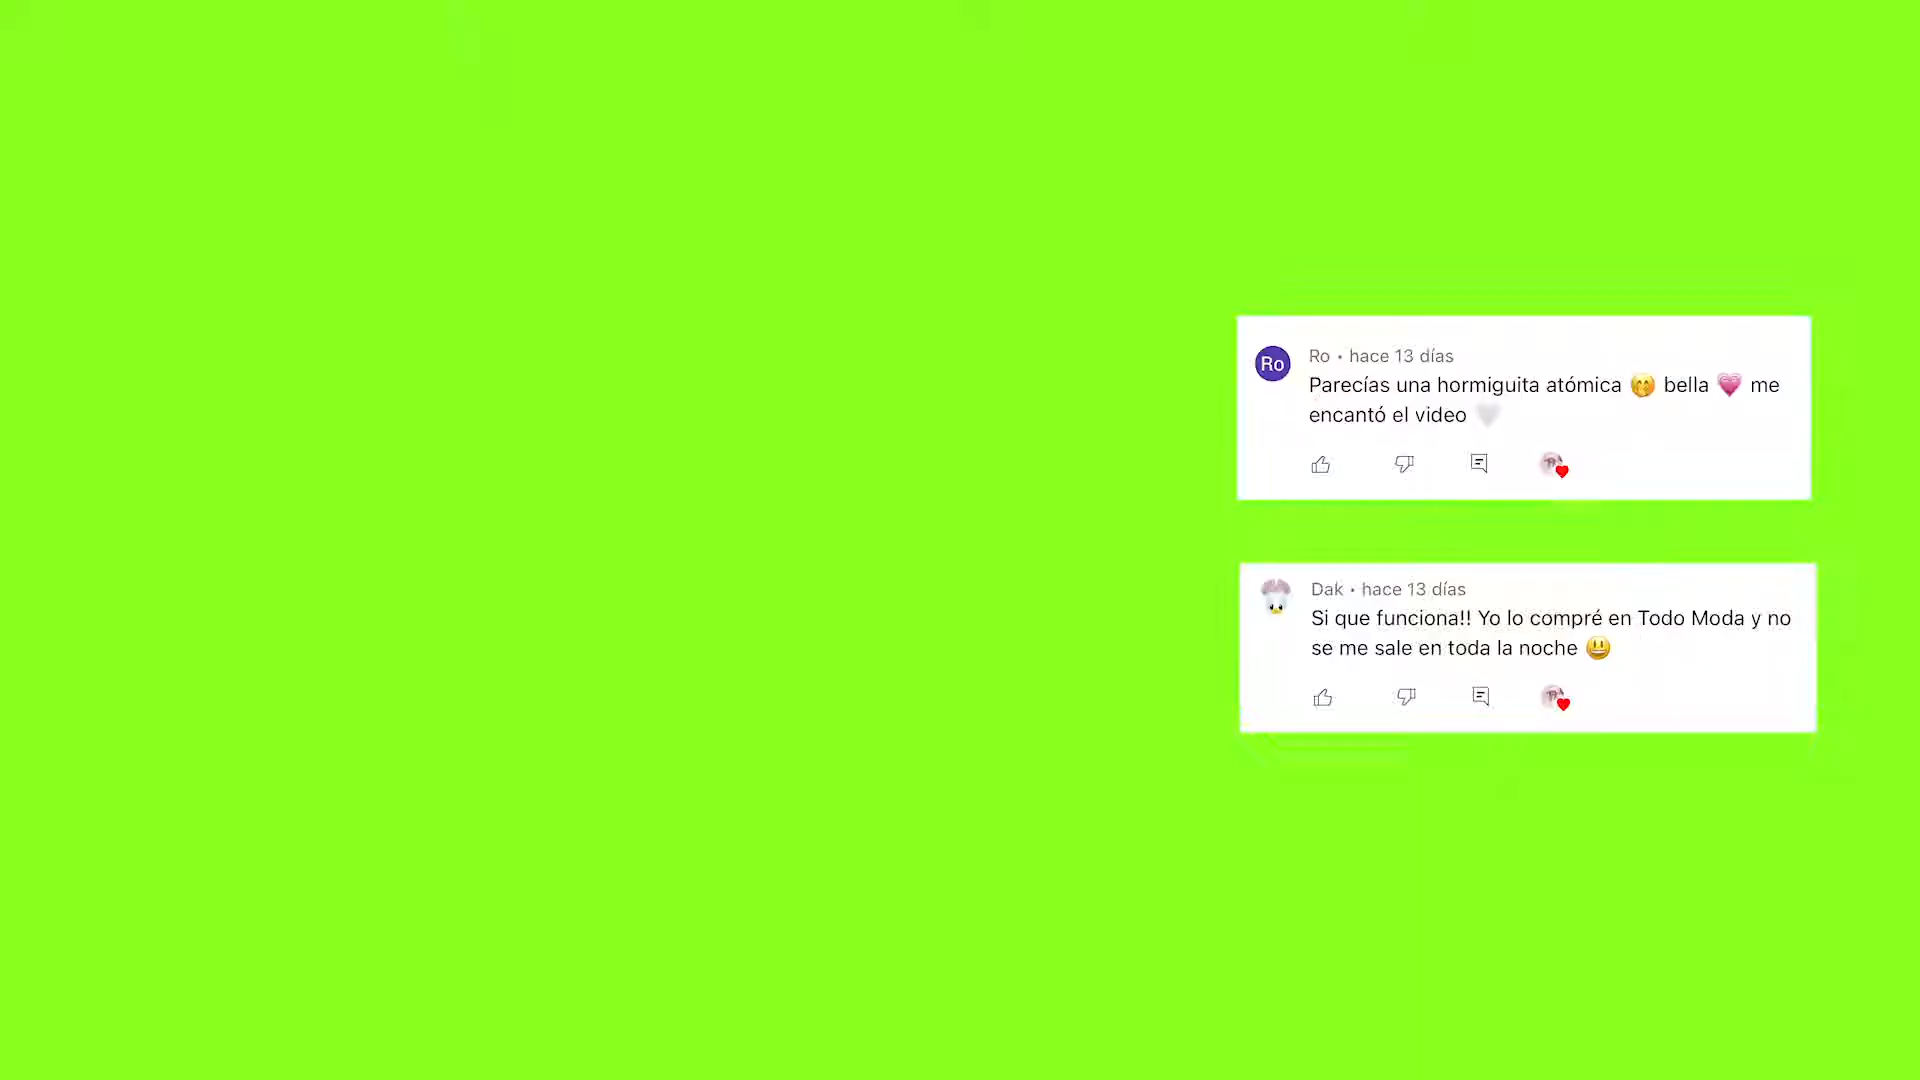 Ro
Ro • hace 13 días
Parecías una hormiguita atómica 🤭 bella 💗 me
encantó el video 🤍
Dak • hace 13 días
Si que funciona!! Yo lo compré en Todo Moda y no
se me sale en toda la noche 😃